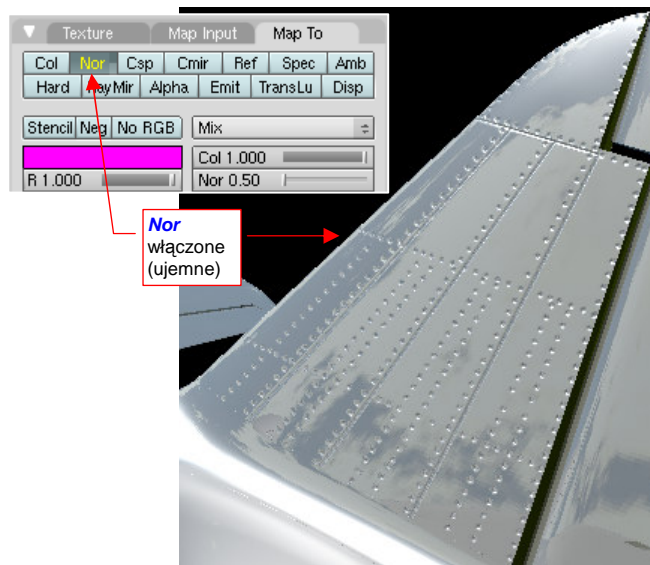 Texture Map Input Map To
Col Nor Csp Cmir Ref Spec Amb
Hard RayMir Alpha Emit TransLu Disp
Stencil Neg No RGB Mix
Col 1.000
R 1.000 Nor 0.50
Nor
włączone
(ujemne)